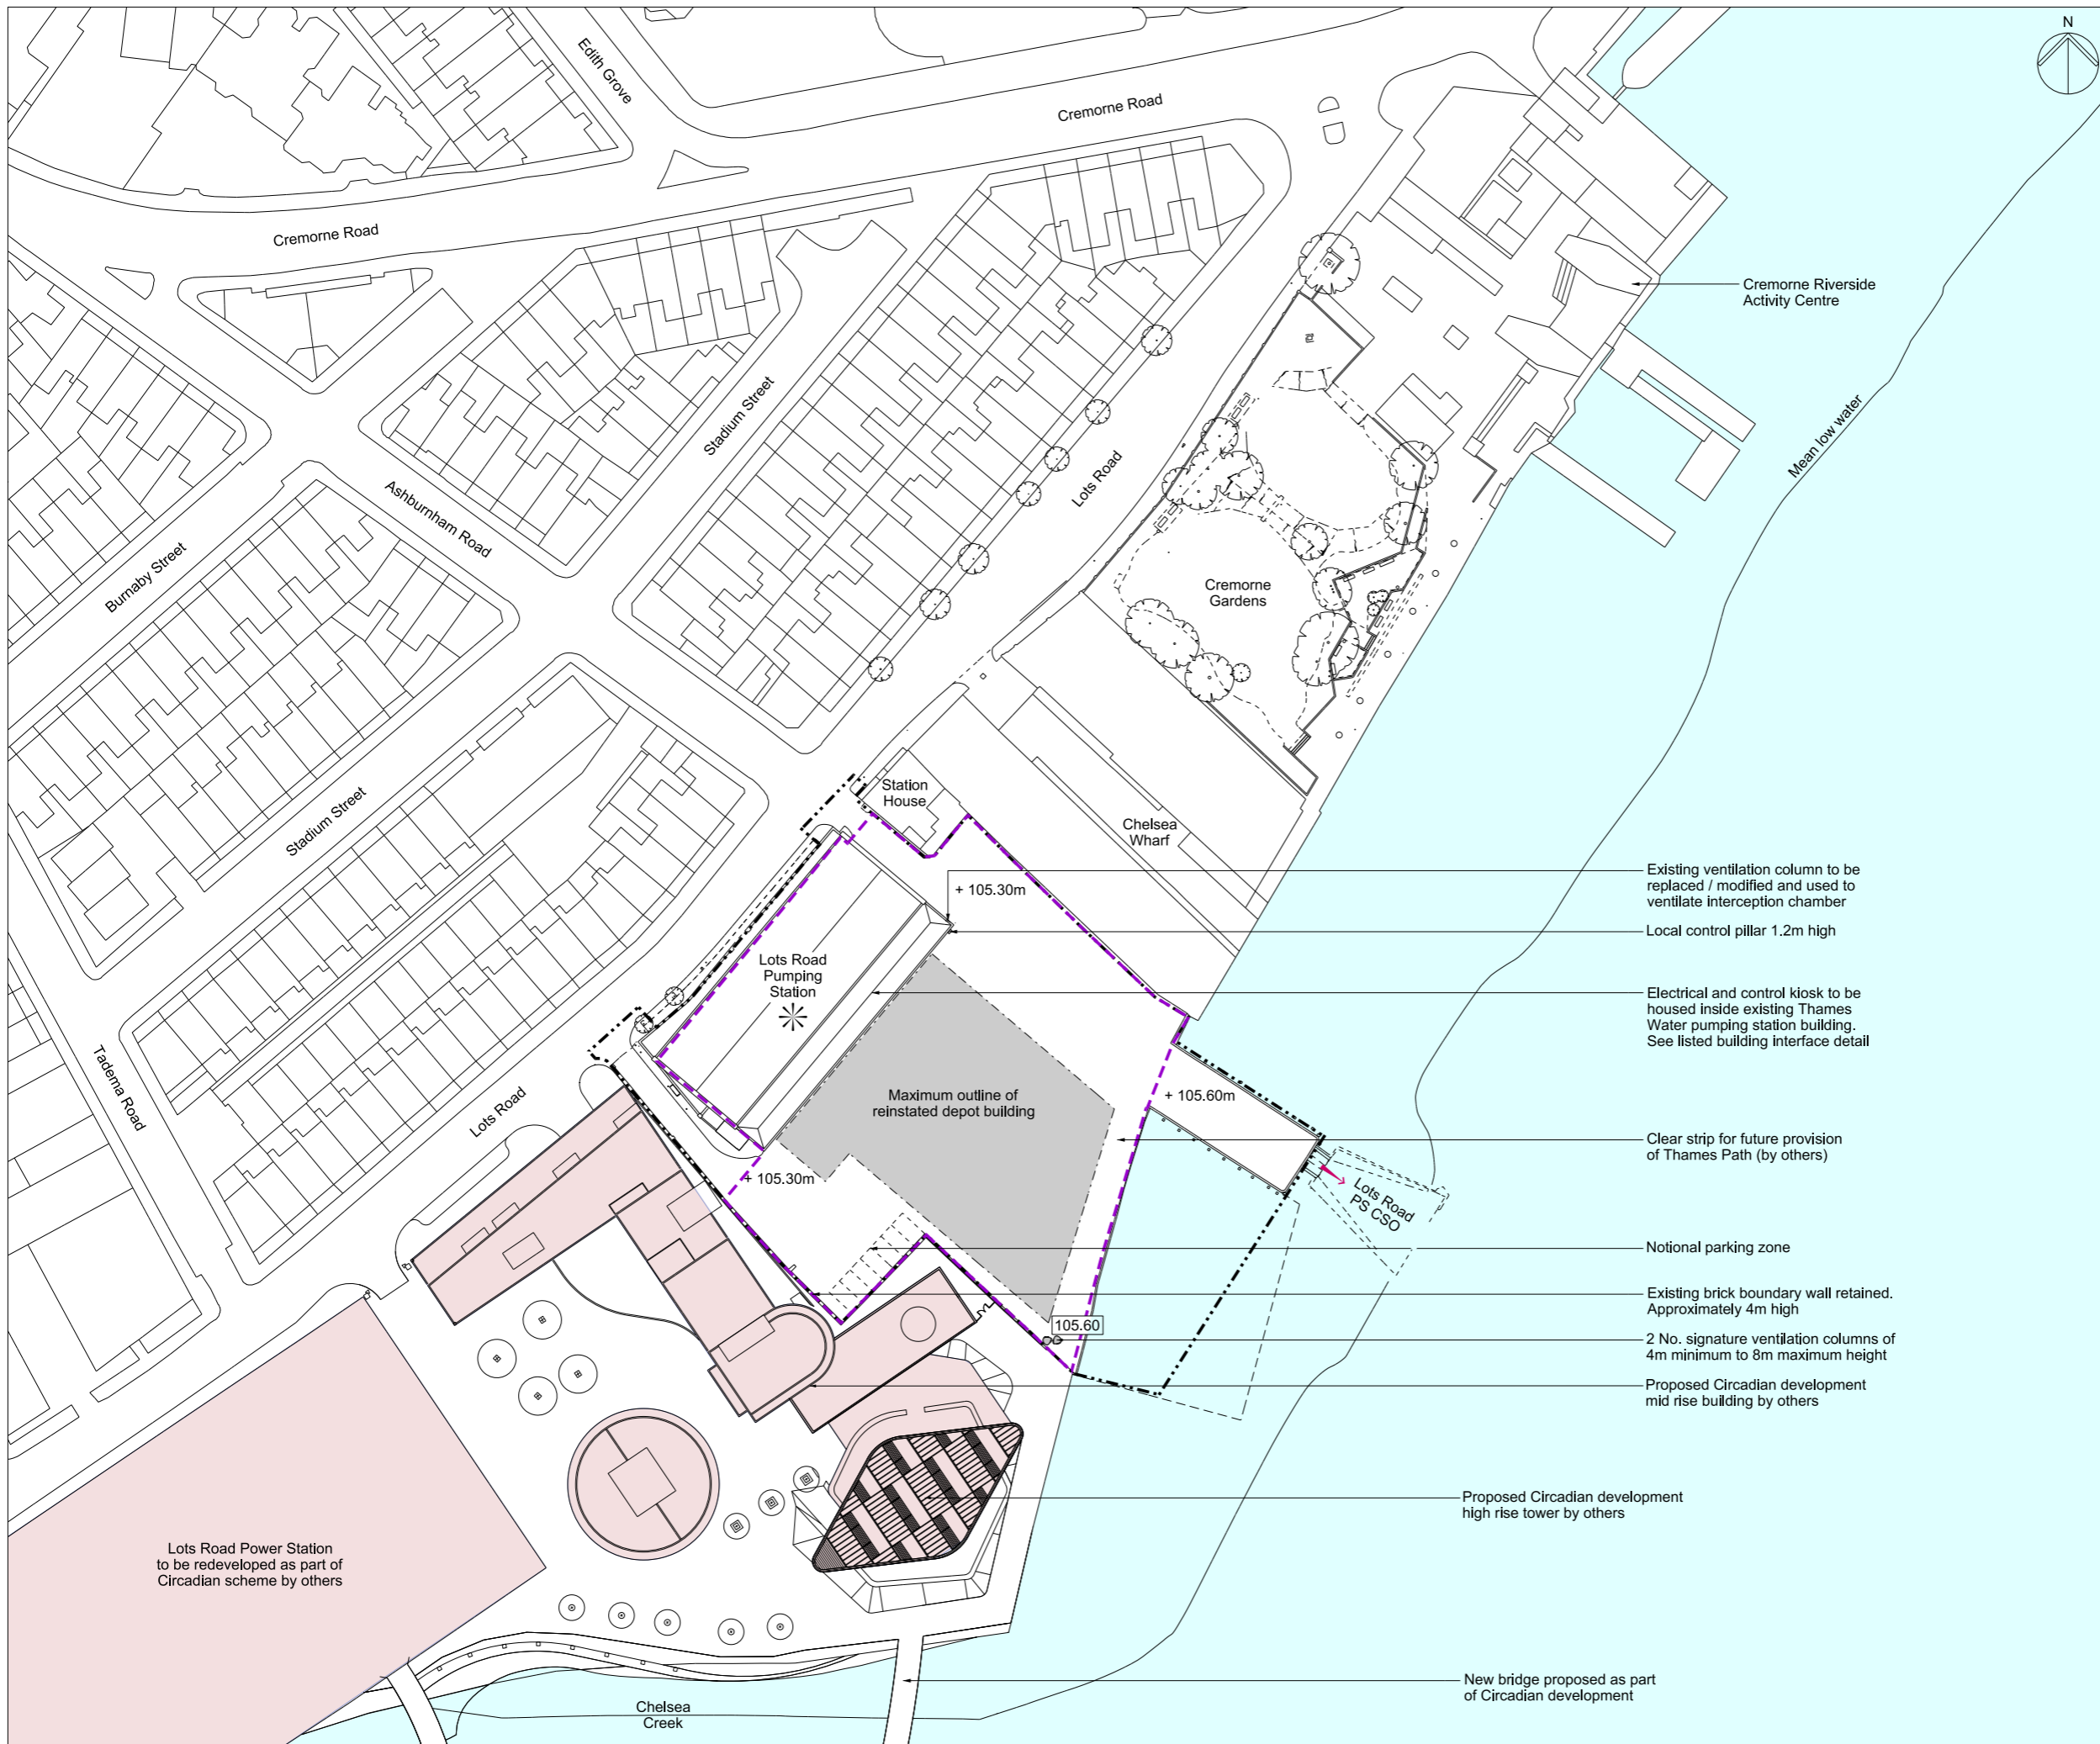 N
Edith Grove
Cremorne Road
Cremorne Road
Cremorne Riverside
Activity Centre
Stadium Street
Mean low water
Lots Road
Ashburnham Road
Burnaby Street
Cremorne
Gardens
Station
House
Stadium Street
Chelsea
Wharf
Existing ventilation column to be
replaced / modified and used to
ventilate interception chamber
+ 105.30m
Local control pillar 1.2m high
Lots Road
Pumping
Station
Electrical and control kiosk to be
housed inside existing Thames
Water pumping station building.
See listed building interface detail
Tadema Road
Lots Road
Maximum outline of
reinstated depot building
+ 105.60m
Clear strip for future provision
of Thames Path (by others)
+ 105.30m
Lots Road
PS CSO
Notional parking zone
Existing brick boundary wall retained.
Approximately 4m high
105.60
2 No. signature ventilation columns of
4m minimum to 8m maximum height
Proposed Circadian development
mid rise building by others
Proposed Circadian development
high rise tower by others
Lots Road Power Station
to be redeveloped as part of
Circadian scheme by others
New bridge proposed as part
of Circadian development
Chelsea
Creek